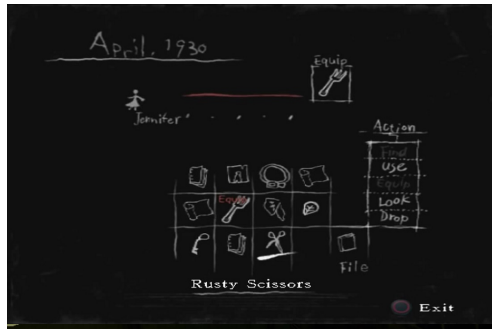 April. 1930
Equip
Jennifer
Action
Find
Use
Equip
Look
Drop
Equip
File
Rusty Scissors
Exit